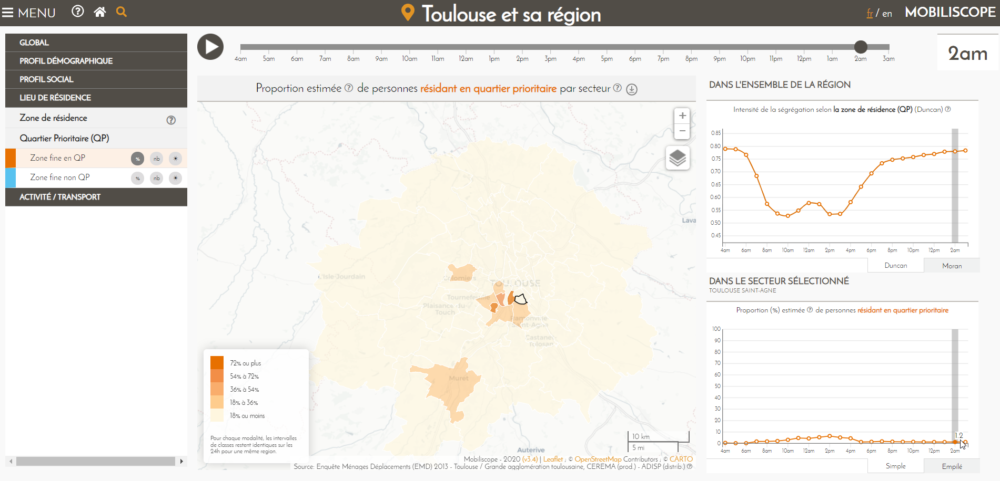 MENU
Toulouse et sa région
fr / en
MOBILISCOPE
GLOBAL
PROFIL DÉMOGRAPHIQUE
PROFIL SOCIAL
LIEU DE RÉSIDENCE
Zone de résidence
Quartier Prioritaire (QP)
Zone fine en QP
% nb
Zone fine non QP
% nb
ACTIVITÉ / TRANSPORT
4am 5am 6am 7am 8am 9am 10am 11am 12am 1pm 2pm 3pm 4pm 5pm 6pm 7pm 8pm 9pm 10pm 11pm 12pm 1am 2am 3am
2am
Proportion estimée ? de personnes résidant en quartier prioritaire par secteur ?
+
−
Lava
L'Isle-Jourdain
Colomiers
TOULOUSE
Tournefeuille
Plaisance-du-
Touch
Ramonville
Saint-Agne
Castanet-
Tolosan
Muret
Auterive
72% ou plus
54% à 72%
36% à 54%
18% à 36%
18% ou moins
Pour chaque modalité, les intervalles
de classes restent identiques sur les
24h pour une même region.
10 km
5 mi
Mobiliscope - 2020 (v3.4) | Leaflet ; © OpenStreetMap Contributors ; © CARTO
Source: Enquête Ménages Déplacements (EMD) 2013 - Toulouse / Grande agglomération toulousaine, CEREMA (prod.) - ADISP (distrib.) ?
DANS L'ENSEMBLE DE LA RÉGION
Intensité de la ségrégation selon la zone de résidence (QP) (Duncan) ?
0.85
0.80
0.75
0.70
0.65
0.60
0.55
0.50
0.45
4am 6am 8am 10am 12am 2pm 4pm 6pm 8pm 10pm 12pm 2am
Duncan
Moran
DANS LE SECTEUR SÉLECTIONNÉ
TOULOUSE SAINT-AGNE
Proportion (%) estimée ? de personnes résidant en quartier prioritaire
100
90
80
70
60
50
40
30
20
10
0
1.2
4am 6am 8am 10am 12am 2pm 4pm 6pm 8pm 10pm 12pm 2am
Simple
Empilé